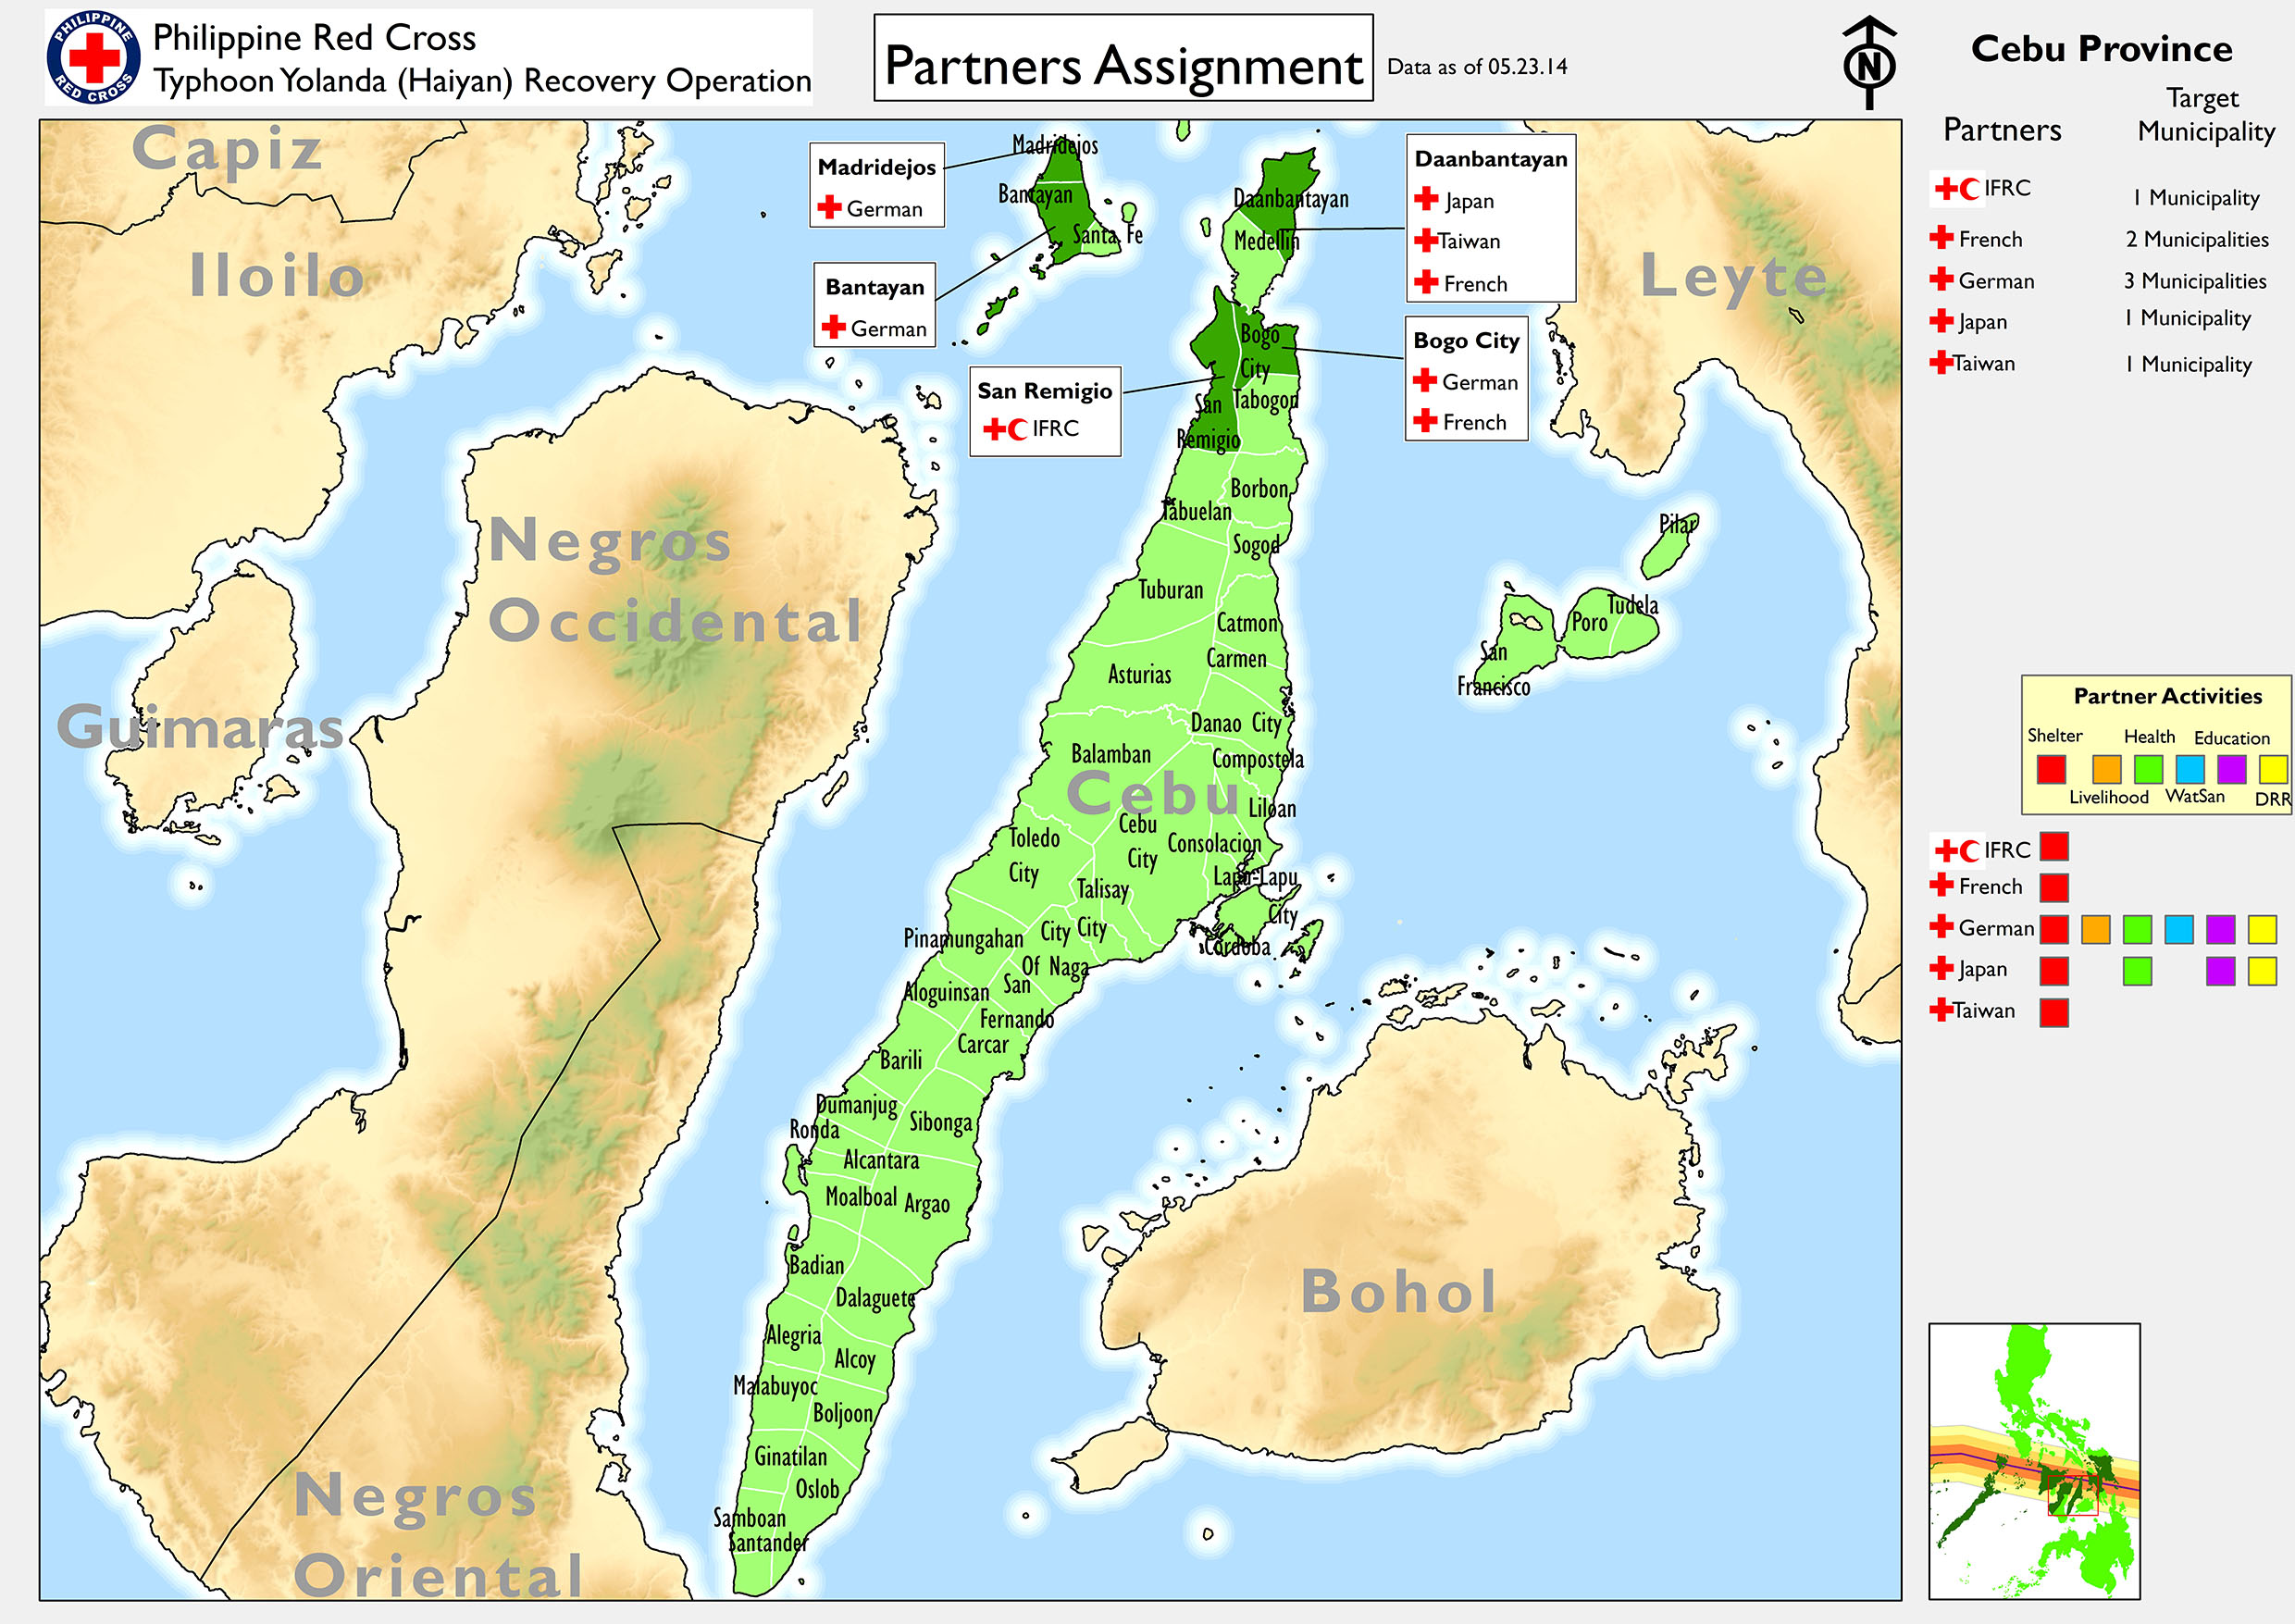 PHILIPPINE
RED CROSS
Philippine Red Cross
Typhoon Yolanda (Haiyan) Recovery Operation
Partners Assignment
Data as of 05.23.14
N
Cebu Province
Partners
Target
Municipality
IFRC
1 Municipality
French
2 Municipalities
German
3 Municipalities
Japan
1 Municipality
Taiwan
1 Municipality
Capiz
Iloilo
Guimaras
Negros
Occidental
Negros
Oriental
Cebu
Bohol
Leyte
Madridejos
German
Bantayan
German
San Remigio
IFRC
Daanbantayan
Japan
Taiwan
French
Bogo City
German
French
Madridejos
Bantayan
Santa Fe
Daanbantayan
Medellin
Bogo
City
San
Remigio
Tabogon
Borbon
Tabuelan
Sogod
Tuburan
Catmon
Carmen
Asturias
Danao City
Balamban
Compostela
Liloan
Cebu
City
Consolacion
Toledo
City
Lapu-Lapu
City
Talisay
City
Cordoba
Pinamungahan
City
Of Naga
Aloguinsan
San
Fernando
Carcar
Barili
Dumanjug
Sibonga
Ronda
Alcantara
Moalboal
Argao
Badian
Dalaguete
Alegria
Alcoy
Malabuyoc
Boljoon
Ginatilan
Oslob
Samboan
Santander
Pilar
Tudela
Poro
San
Francisco
Partner Activities
Shelter
Health
Education
Livelihood
WatSan
DRR
IFRC
French
German
Japan
Taiwan